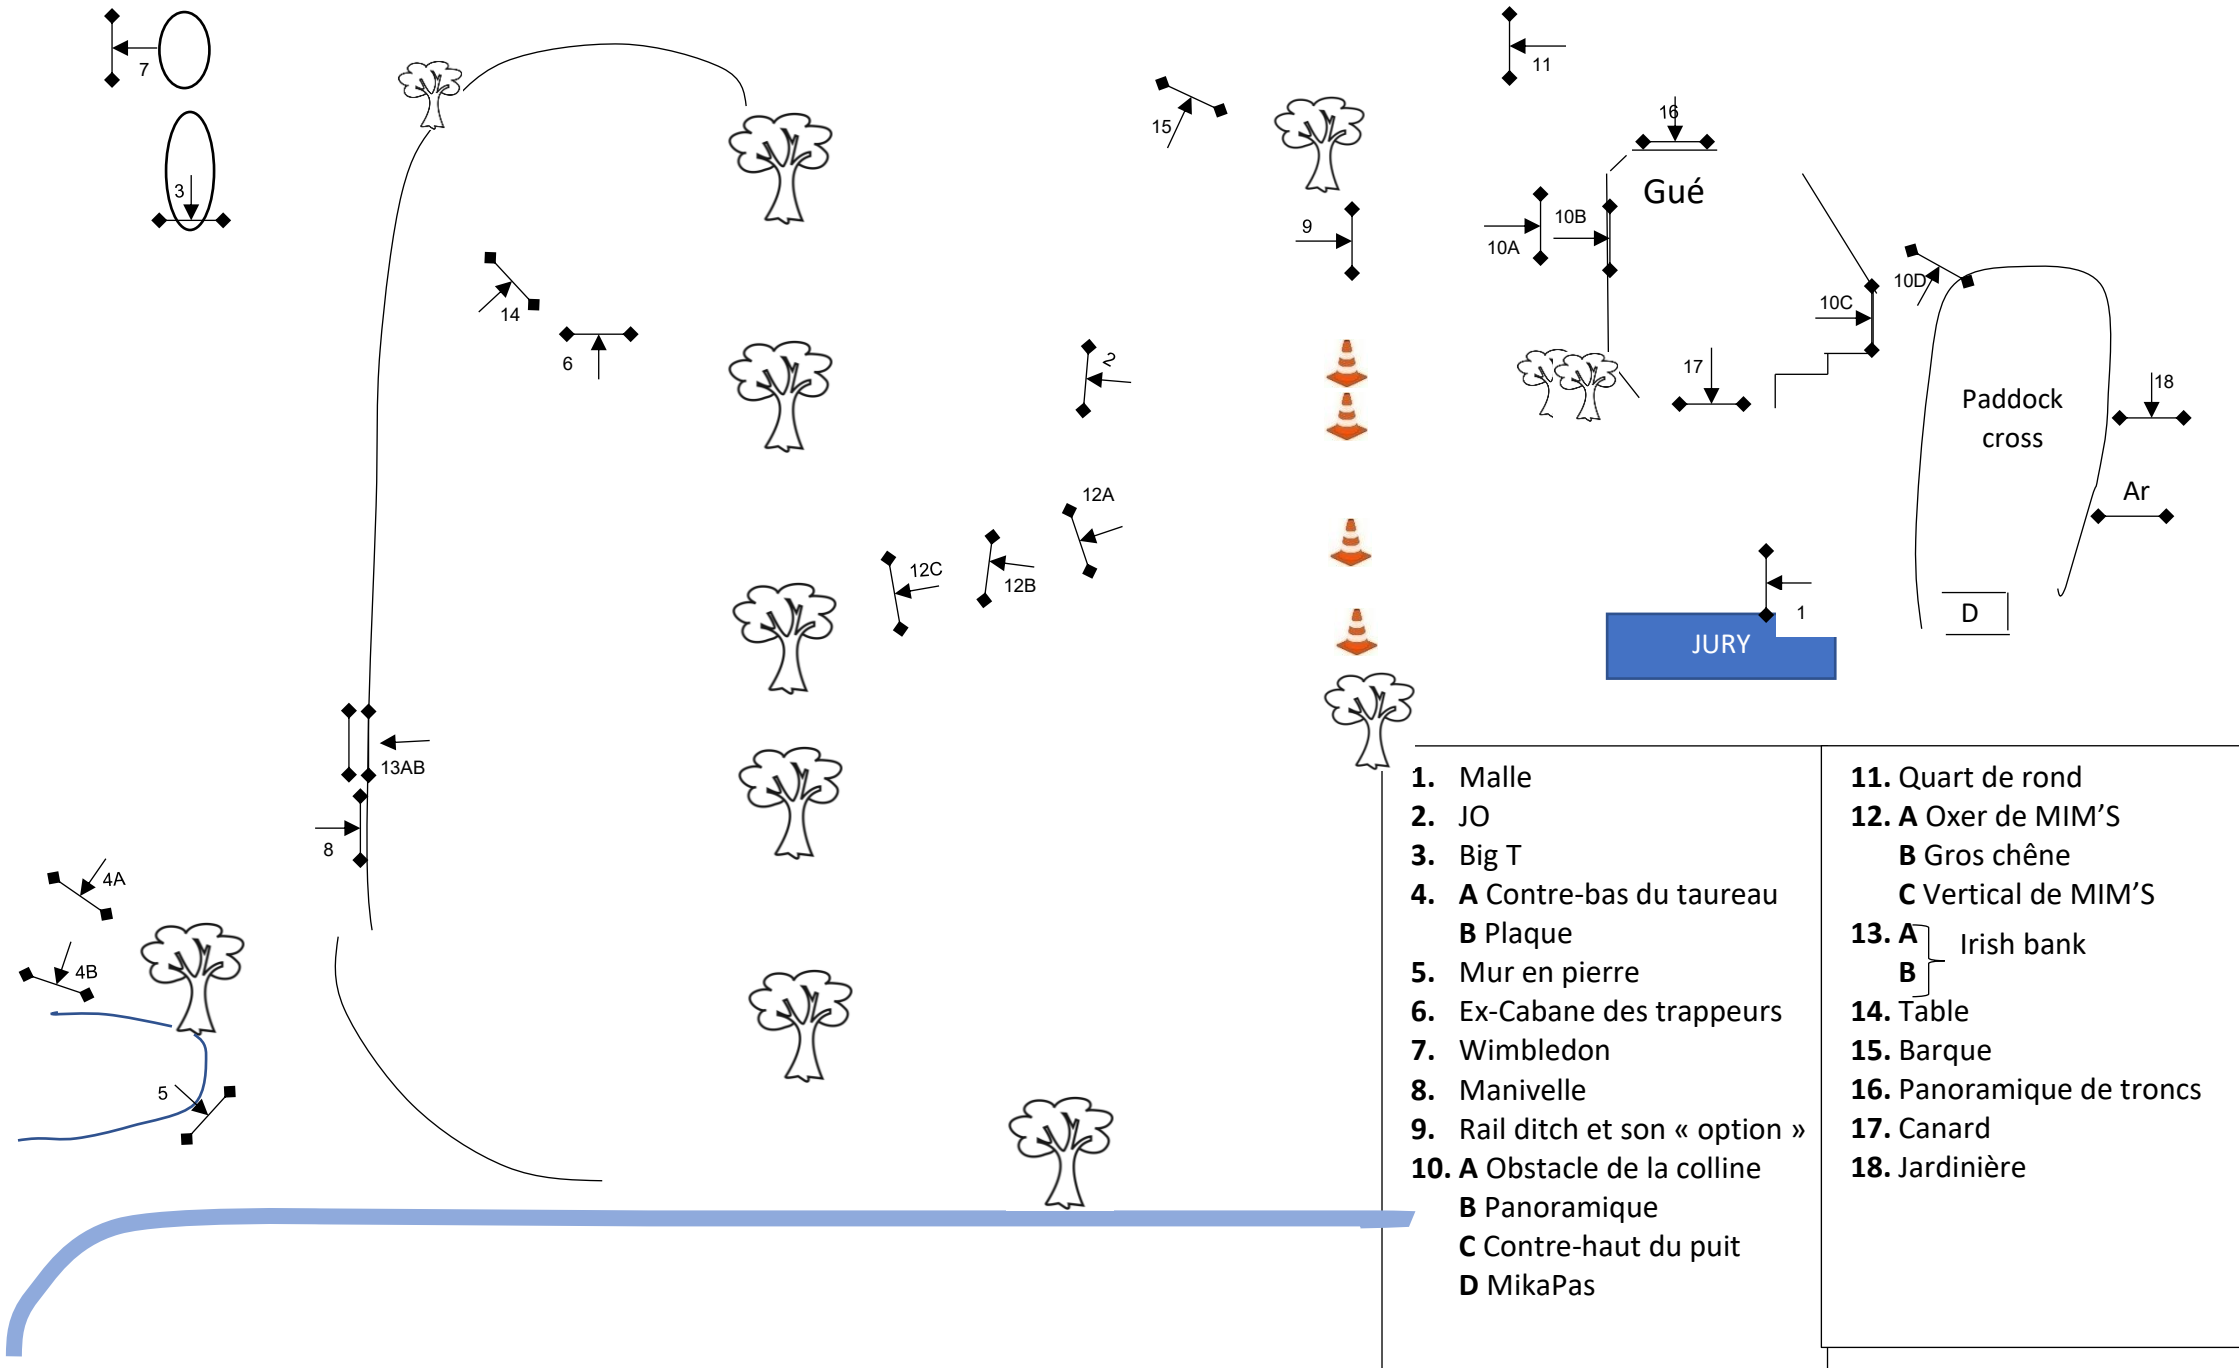 7
11
16
15
3
Gué
9
10B
10A
10D
14
10C
6
2
17
18
Paddock
cross
12A
Ar
12C
12B
1
D
JURY
13AB
8
4A
4B
5
1. Malle
2. JO
3. Big T
4. A Contre-bas du taureau
B Plaque
5. Mur en pierre
6. Ex-Cabane des trappeurs
7. Wimbledon
8. Manivelle
9. Rail ditch et son « option »
10. A Obstacle de la colline
B Panoramique
C Contre-haut du puit
D MikaPas
11. Quart de rond
12. A Oxer de MIM’S
B Gros chêne
C Vertical de MIM’S
13. A
Irish bank
B
14. Table
15. Barque
16. Panoramique de troncs
17. Canard
18. Jardinière